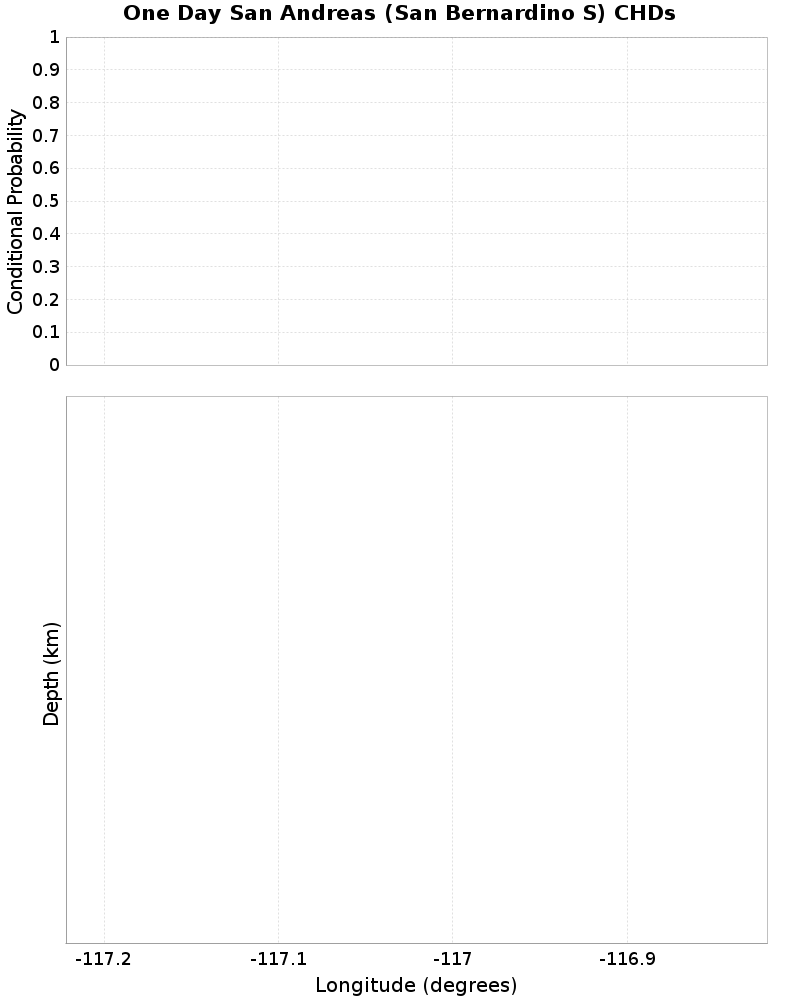 One Day San Andreas (San Bernardino S) CHDs
Conditional Probability
1
0.9
0.8
0.7
0.6
0.5
0.4
0.3
0.2
0.1
0
Depth (km)
-117.2 -117.1 -117 -116.9
Longitude (degrees)